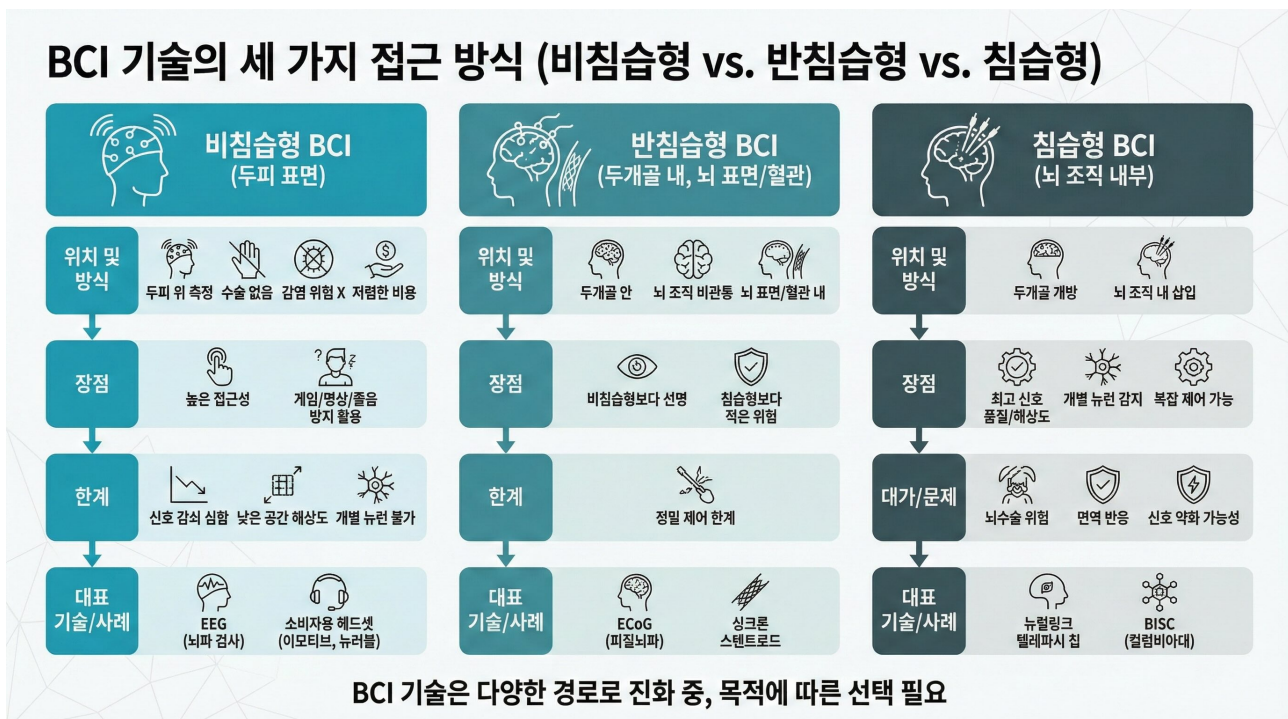 BCI 기술의 세 가지 접근 방식 (비침습형 vs. 반침습형 vs. 침습형)
비침습형 BCI
(두피 표면)
위치 및
방식
두피 위 측정
수술 없음
감염 위험 X
저렴한 비용
장점
높은 접근성
게임/명상/졸음
방지 활용
한계
신호 감쇠 심함
낮은 공간 해상도
개별 뉴런 불가
대표
기술/사례
EEG
(뇌파 검사)
소비자용 헤드셋
(이모티브, 뉴러블)
반침습형 BCI
(두개골 내, 뇌 표면/혈관)
위치 및
방식
두개골 안
뇌 조직 비관통
뇌 표면/혈관 내
장점
비침습형보다 선명
침습형보다
적은 위험
한계
정밀 제어 한계
대표
기술/사례
ECoG
(피질뇌파)
싱크론
스텐트로드
침습형 BCI
(뇌 조직 내부)
위치 및
방식
두개골 개방
뇌 조직 내 삽입
장점
최고 신호
품질/해상도
개별 뉴런 감지
복잡 제어 가능
대가/문제
뇌수술 위험
면역 반응
신호 약화 가능성
대표
기술/사례
뉴럴링크
텔레파시 칩
BISC
(컬럼비아대)
BCI 기술은 다양한 경로로 진화 중, 목적에 따른 선택 필요